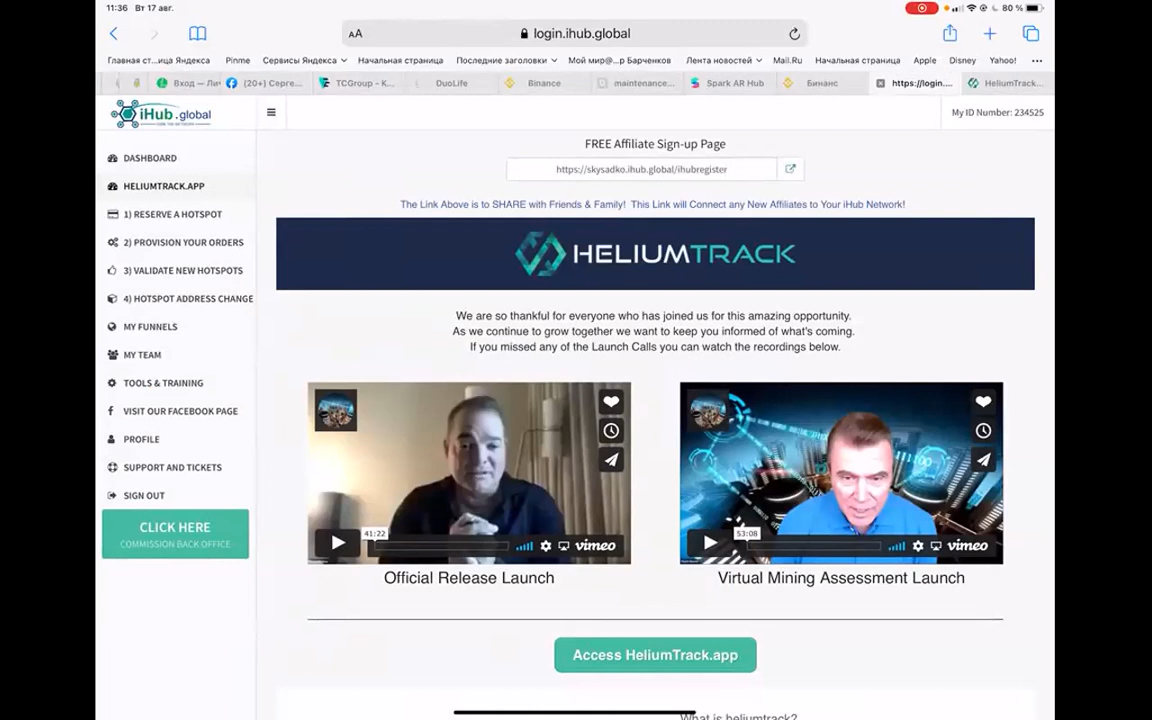 11:36 Вт 17 авг.
80 %
AA
login.ihub.global
Главная ст...ица Яндекса
Pinme
Сервисы Яндекса
Начальная страница
Последние заголовки
Мой мир@...р Барченков
Лента новостей
Mail.Ru
Начальная страница
Apple
Disney
Yahoo!
Вход — Ли
(20) Серге...
TCGroup - K...
DuoLife
Binance
maintenance...
Spark AR Hub
Бинанс
https://login....
HeliumTrack...
iHub.global
My ID Number: 234525
DASHBOARD
HELIUMTRACK.APP
1) RESERVE A HOTSPOT
2) PROVISION YOUR ORDERS
3) VALIDATE NEW HOTSPOTS
4) HOTSPOT ADDRESS CHANGE
MY FUNNELS
MY TEAM
TOOLS & TRAINING
VISIT OUR FACEBOOK PAGE
PROFILE
SUPPORT AND TICKETS
SIGN OUT
CLICK HERE
COMMISSION BACK OFFICE
FREE Affiliate Sign-up Page
https://skysadko.ihub.global/ihubregister
The Link Above is to SHARE with Friends & Family! This Link will Connect any New Affiliates to Your iHub Network!
HELIUMTRACK
We are so thankful for everyone who has joined us for this amazing opportunity.
As we continue to grow together we want to keep you informed of what's coming.
If you missed any of the Launch Calls you can watch the recordings below.
41:22
vimeo
53:08
vimeo
Official Release Launch
Virtual Mining Assessment Launch
Access HeliumTrack.app
What is heliumtrack?